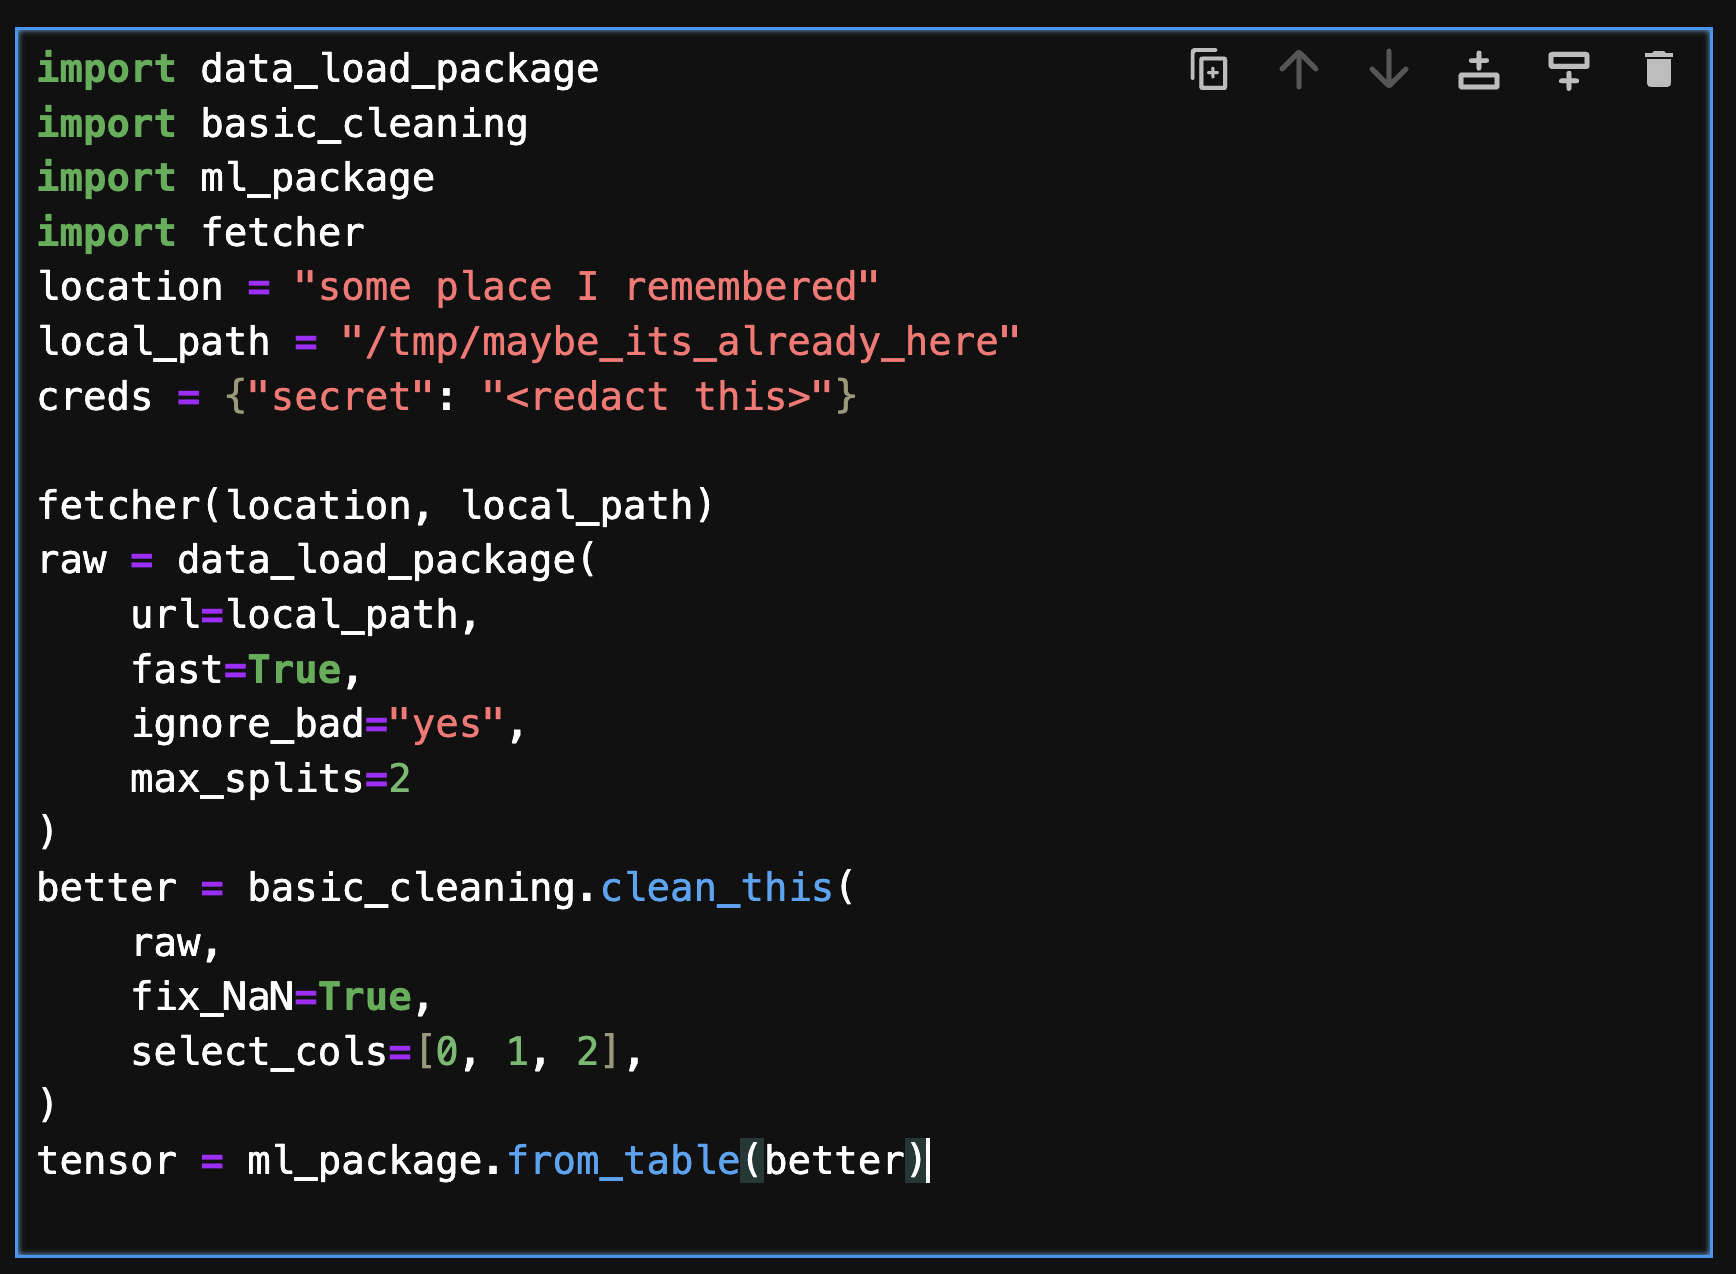 import data_load_package
import basic_cleaning
import ml_package
import fetcher
location = "some place I remembered"
local_path = "/tmp/maybe_its_already_here"
creds = {"secret": "<redact this>"}

fetcher(location, local_path)
raw = data_load_package(
    url=local_path,
    fast=True,
    ignore_bad="yes",
    max_splits=2
)
better = basic_cleaning.clean_this(
    raw,
    fix_NaN=True,
    select_cols=[0, 1, 2],
)
tensor = ml_package.from_table(better)